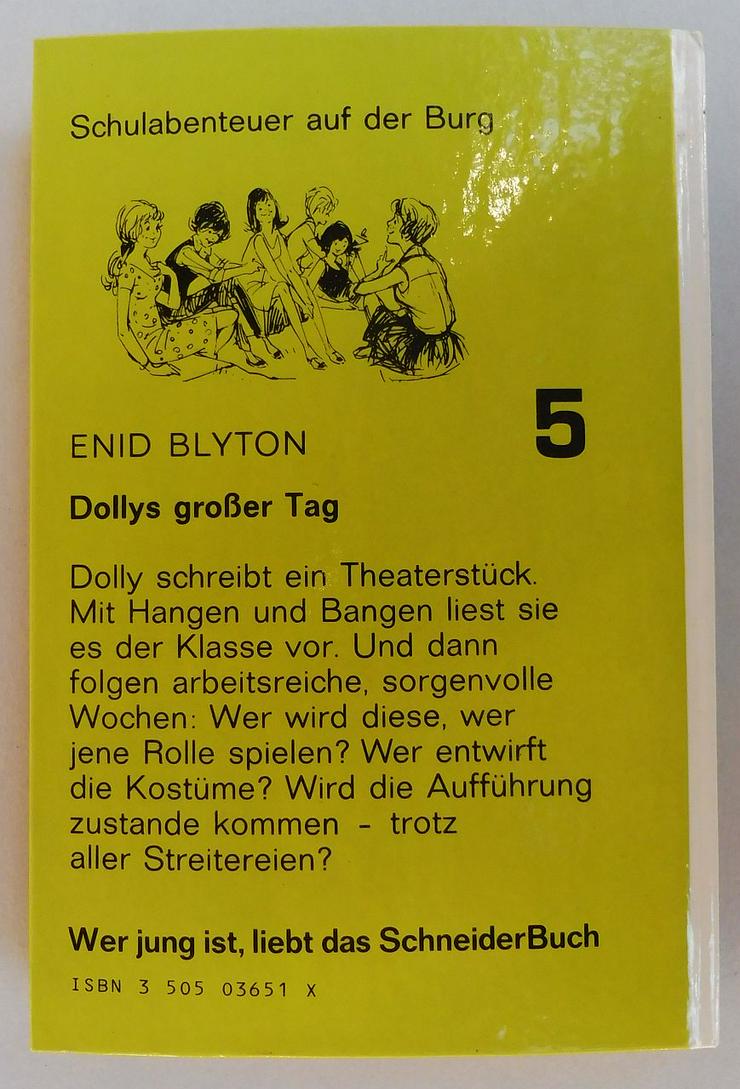 Schulabenteuer auf der Burg
5
ENID BLYTON
Dollys großer Tag
Dolly schreibt ein Theaterstück.
Mit Hangen und Bangen liest sie
es der Klasse vor. Und dann
folgen arbeitsreiche, sorgenvolle
Wochen: Wer wird diese, wer
jene Rolle spielen? Wer entwirft
die Kostüme? Wird die Aufführung
zustande kommen - trotz
aller Streitereien?
Wer jung ist, liebt das SchneiderBuch
ISBN 3 505 03651 X